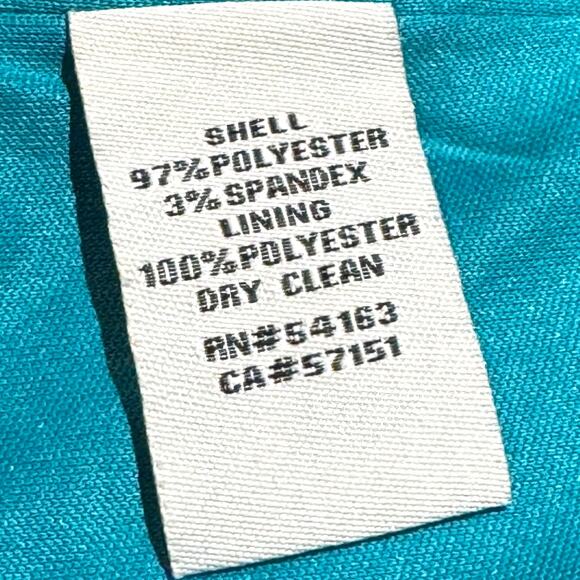 SHELL
97%POLYESTER
3%SPANDEX
LINING
100%POLYESTER
DRY CLEAN
RN#54163
CA#57151